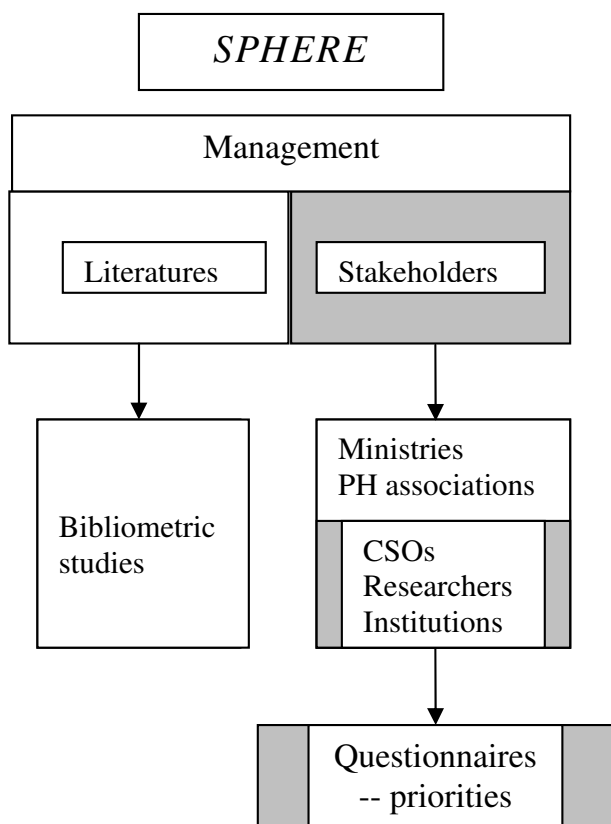 SPHERE
Management
Literatures
Stakeholders
Bibliometric
studies
Ministries
PH associations
CSOs
Researchers
Institutions
Questionnaires
-- priorities